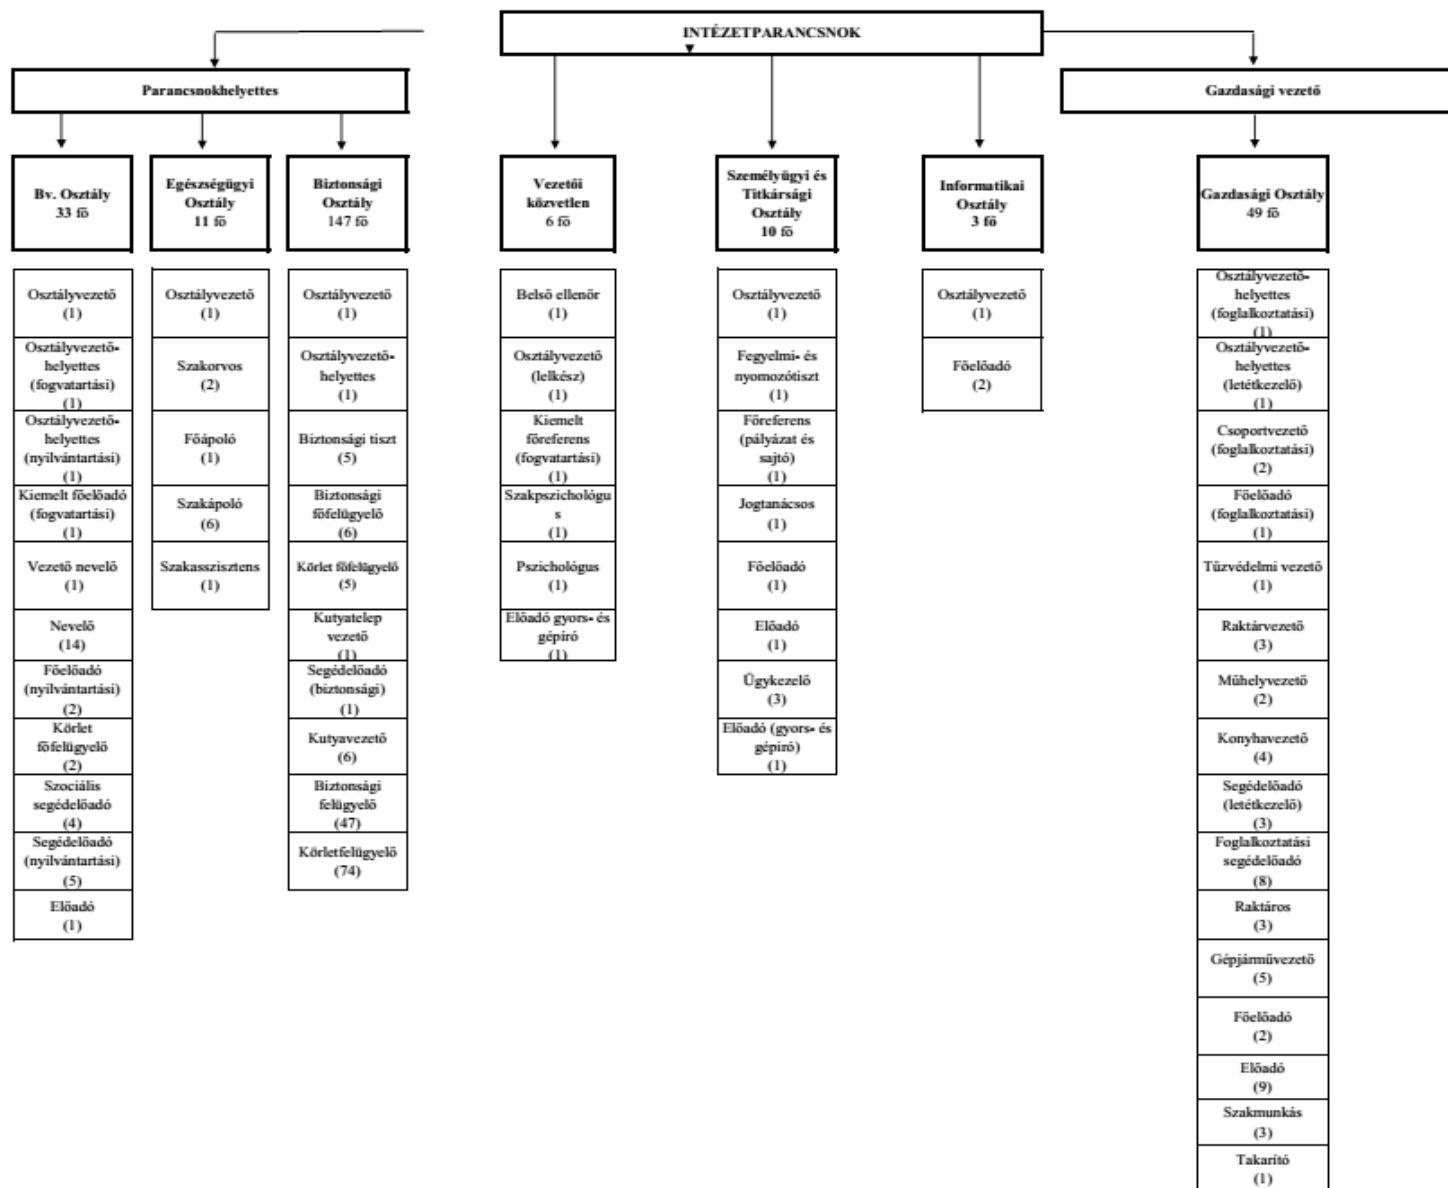 INTÉZETPARANCSNOK
Parancsnokhelyettes
Gazdasági vezető
Bv. Osztály
33 fő
Egészségügyi
Osztály
11 fő
Biztonsági
Osztály
147 fő
Vezetői
közvetlen
6 fő
Személyügyi és
Titkársági
Osztály
10 fő
Informatikai
Osztály
3 fő
Gazdasági Osztály
49 fő
Osztályvezető
(1)
Osztályvezető-
helyettes
(fogvatartási)
(1)
Osztályvezető-
helyettes
(nyilvántartási)
(1)
Kiemelt főelőadó
(fogvatartási)
(1)
Vezető nevelő
(1)
Nevelő
(14)
Főelőadó
(nyilvántartási)
(2)
Körlet
főfelügyelő
(2)
Szociális
segédelőadó
(4)
Segédelőadó
(nyilvántartási)
(5)
Előadó
(1)
Osztályvezető
(1)
Szakorvos
(2)
Főápoló
(1)
Szakápoló
(6)
Szakasszisztens
(1)
Osztályvezető
(1)
Osztályvezető-
helyettes
(1)
Biztonsági tiszt
(5)
Biztonsági
főfelügyelő
(6)
Körlet főfelügyelő
(5)
Kutyatelep
vezető
(1)
Segédelőadó
(biztonsági)
(1)
Kutyavezető
(6)
Biztonsági
felügyelő
(47)
Körletfelügyelő
(74)
Belső ellenőr
(1)
Osztályvezető
(lelkész)
(1)
Kiemelt
főreferens
(fogvatartási)
(1)
Szakpszichológu
s
(1)
Pszichológus
(1)
Előadó gyors- és
gépíró
(1)
Osztályvezető
(1)
Fegyelmi- és
nyomozótiszt
(1)
Főreferens
(pályázat és
sajtó)
(1)
Jogtanácsos
(1)
Főelőadó
(1)
Előadó
(1)
Ügykezelő
(3)
Előadó (gyors- és
gépíró)
(1)
Osztályvezető
(1)
Főelőadó
(2)
Osztályvezető-
helyettes
(foglalkoztatási)
(1)
Osztályvezető-
helyettes
(letétkezelő)
(1)
Csoportvezető
(foglalkoztatási)
(2)
Főelőadó
(foglalkoztatási)
(1)
Tűzvédelmi vezető
(1)
Raktárvezető
(3)
Műhelyvezető
(2)
Konyhavezető
(4)
Segédelőadó
(letétkezelő)
(3)
Foglalkoztatási
segédelőadó
(8)
Raktáros
(3)
Gépjárművezető
(5)
Főelőadó
(2)
Előadó
(9)
Szakmunkás
(3)
Takarító
(1)